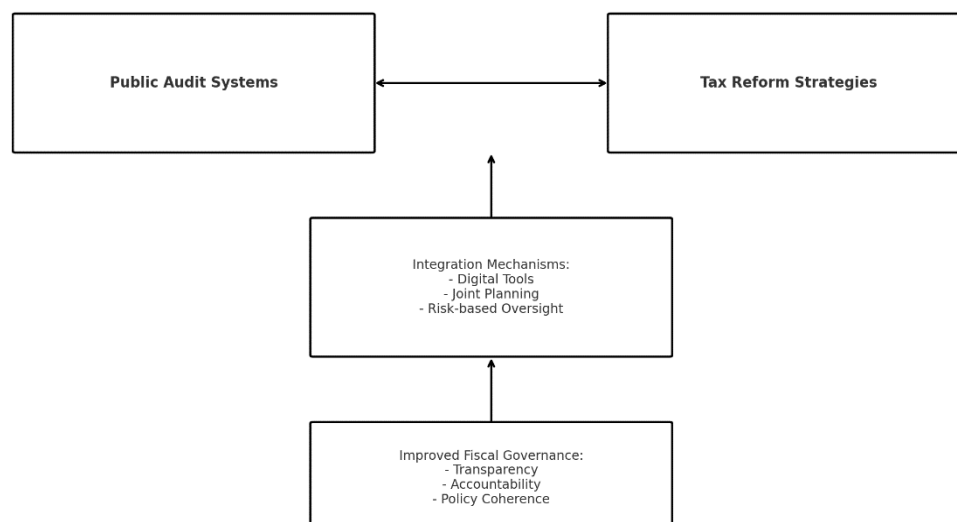 Public Audit Systems
Tax Reform Strategies
Integration Mechanisms:
- Digital Tools
- Joint Planning
- Risk-based Oversight
Improved Fiscal Governance:
- Transparency
- Accountability
- Policy Coherence